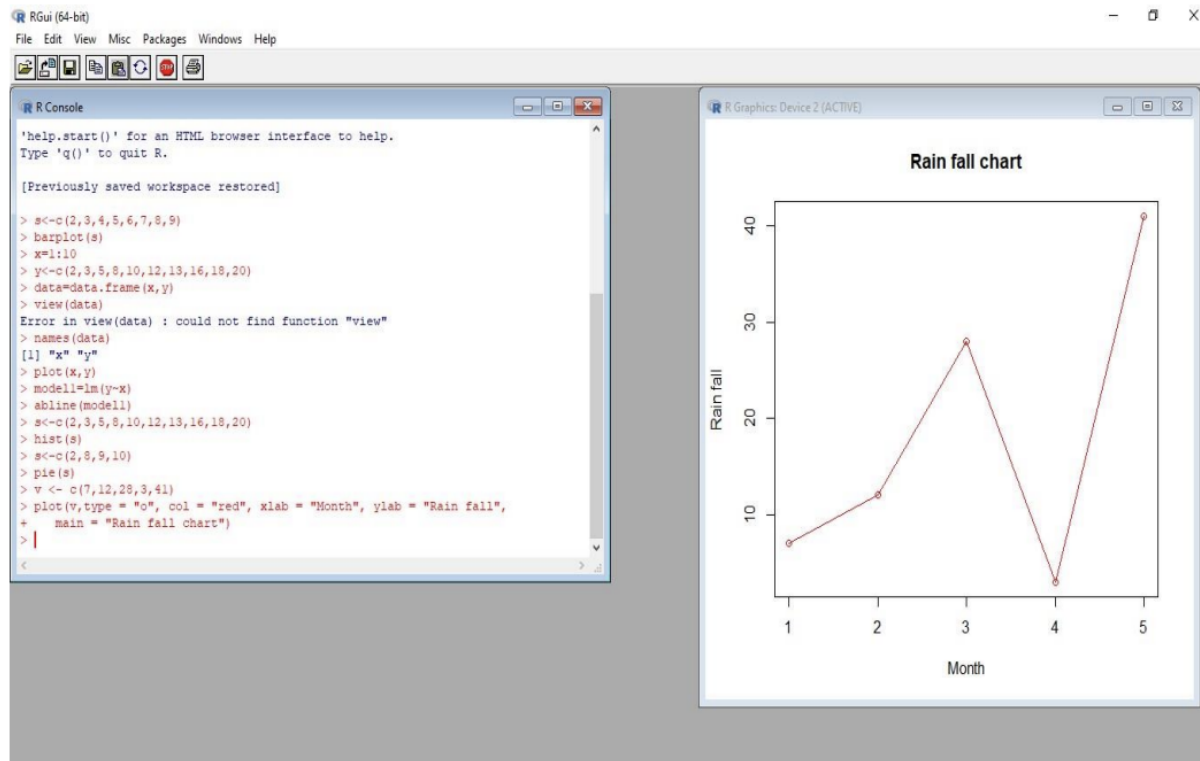 RGui (64-bit)
File Edit View Misc Packages Windows Help
STOP
R Console
'help.start()' for an HTML browser interface to help.
Type 'q()' to quit R.
[Previously saved workspace restored]
> s<-c(2,3,4,5,6,7,8,9)
> barplot(s)
> x=1:10
> y<-c(2,3,5,8,10,12,13,16,18,20)
> data=data.frame(x,y)
> view(data)
Error in view(data) : could not find function "view"
> names(data)
[1] "x" "y"
> plot(x,y)
> model1=lm(y~x)
> abline(model1)
> s<-c(2,3,5,8,10,12,13,16,18,20)
> hist(s)
> s<-c(2,8,9,10)
> pie(s)
> v <- c(7,12,28,3,41)
> plot(v,type = "o", col = "red", xlab = "Month", ylab = "Rain fall",
+ main = "Rain fall chart")
>
R Graphics: Device 2 (ACTIVE)
Rain fall chart
Rain fall
40
30
20
10
1 2 3 4 5
Month